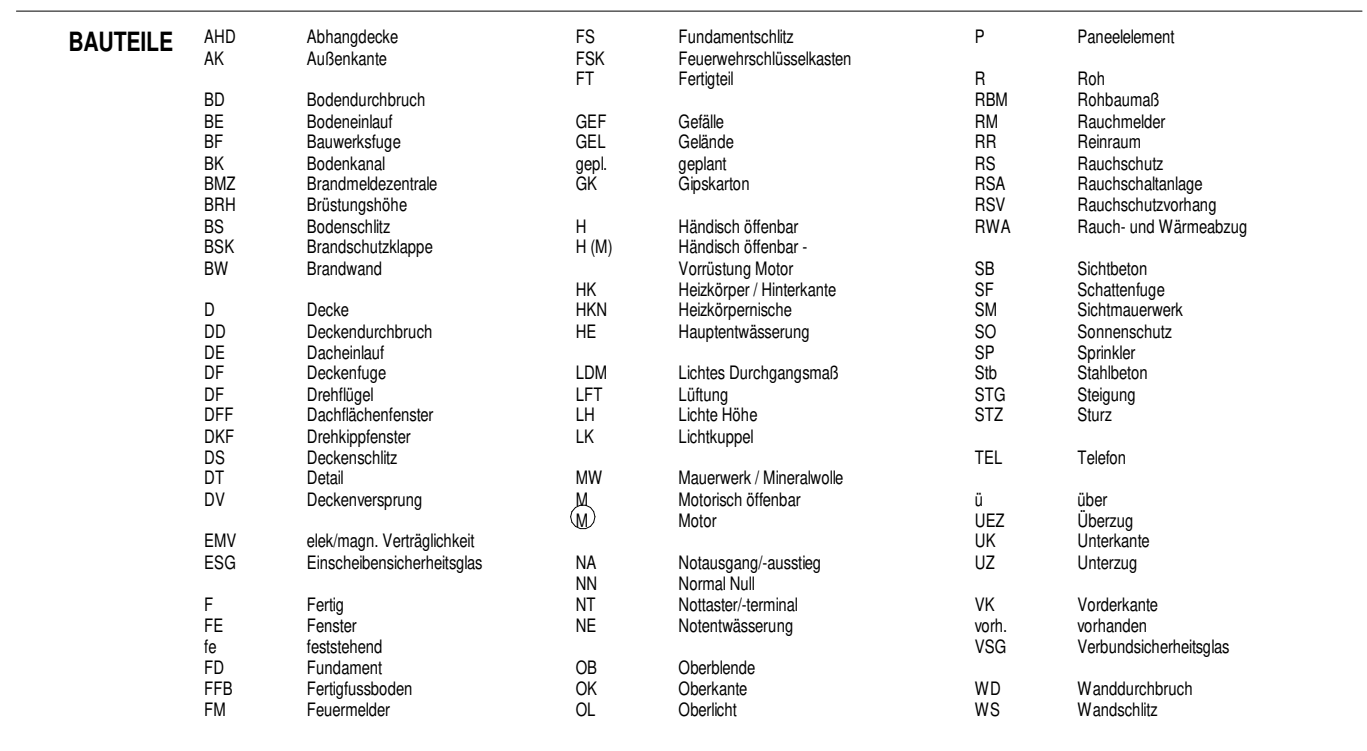 BAUTEILE
AHD Abhangdecke
AK Außenkante
BD Bodendurchbruch
BE Bodeneinlauf
BF Bauwerksfuge
BK Bodenkanal
BMZ Brandmeldezentrale
BRH Brüstungshöhe
BS Bodenschlitz
BSK Brandschutzklappe
BW Brandwand
D Decke
DD Deckendurchbruch
DE Dacheinlauf
DF Deckenfuge
DF Drehflügel
DFF Dachflächenfenster
DKF Drehkippfenster
DS Deckenschlitz
DT Detail
DV Deckenversprung
EMV elek/magn. Verträglichkeit
ESG Einscheibensicherheitsglas
F Fertig
FE Fenster
fe feststehend
FD Fundament
FFB Fertigfussboden
FM Feuermelder
FS Fundamentschlitz
FSK Feuerwehrschlüsselkasten
FT Fertigteil
GEF Gefälle
GEL Gelände
gepl. geplant
GK Gipskarton
H Händisch öffenbar
H (M) Händisch öffenbar -
Vorrüstung Motor
HK Heizkörper / Hinterkante
HKN Heizkörpernische
HE Hauptentwässerung
LDM Lichtes Durchgangsmaß
LFT Lüftung
LH Lichte Höhe
LK Lichtkuppel
MW Mauerwerk / Mineralwolle
M Motorisch öffenbar
M Motor
NA Notausgang/-ausstieg
NN Normal Null
NT Nottaster/-terminal
NE Notentwässerung
OB Oberblende
OK Oberkante
OL Oberlicht
P Paneelelement
R Roh
RBM Rohbaumaß
RM Rauchmelder
RR Reinraum
RS Rauchschutz
RSA Rauchschaltanlage
RSV Rauchschutzvorhang
RWA Rauch- und Wärmeabzug
SB Sichtbeton
SF Schattenfuge
SM Sichtmauerwerk
SO Sonnenschutz
SP Sprinkler
Stb Stahlbeton
STG Steigung
STZ Sturz
TEL Telefon
ü über
UEZ Überzug
UK Unterkante
UZ Unterzug
VK Vorderkante
vorh. vorhanden
VSG Verbundsicherheitsglas
WD Wanddurchbruch
WS Wandschlitz